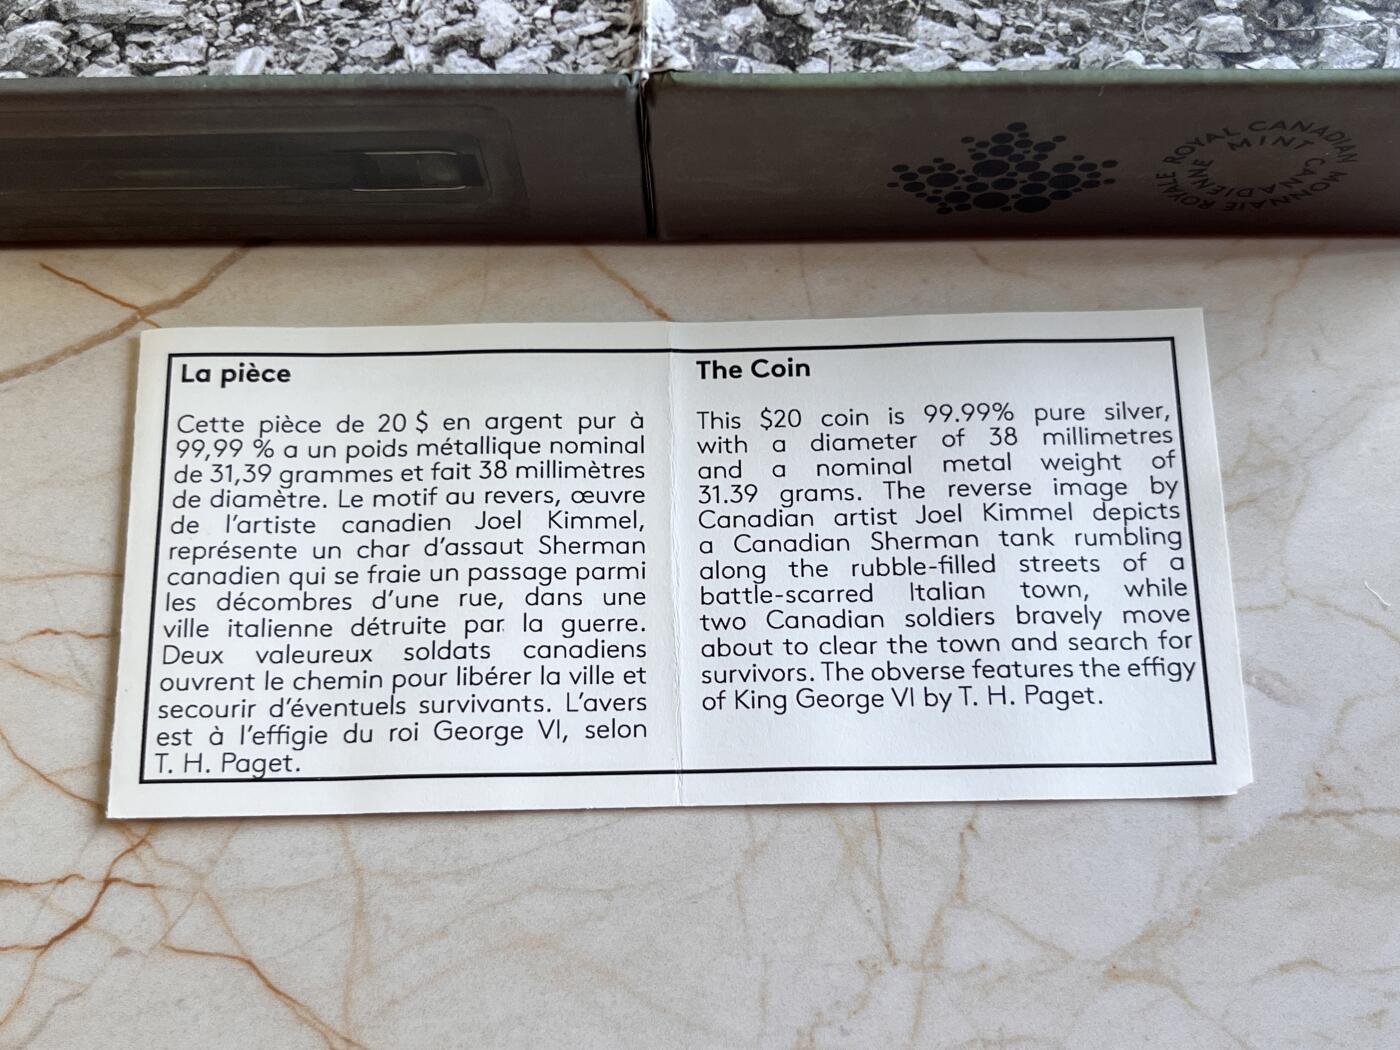 ROYAL CANADIAN MINT
MONNAIE ROYALE CANADIENNE
La pièce
Cette pièce de 20 $ en argent pur à
99,99 % a un poids métallique nominal
de 31,39 grammes et fait 38 millimètres
de diamètre. Le motif au revers, œuvre
de l'artiste canadien Joel Kimmel,
représente un char d'assaut Sherman
canadien qui se fraie un passage parmi
les décombres d'une rue, dans une
ville italienne détruite par la guerre.
Deux valeureux soldats canadiens
ouvrent le chemin pour libérer la ville et
secourir d'éventuels survivants. L'avers
est à l'effigie du roi George VI, selon
T. H. Paget.
The Coin
This $20 coin is 99.99% pure silver,
with a diameter of 38 millimetres
and a nominal metal weight of
31.39 grams. The reverse image by
Canadian artist Joel Kimmel depicts
a Canadian Sherman tank rumbling
along the rubble-filled streets of a
battle-scarred Italian town, while
two Canadian soldiers bravely move
about to clear the town and search for
survivors. The obverse features the effigy
of King George VI by T. H. Paget.